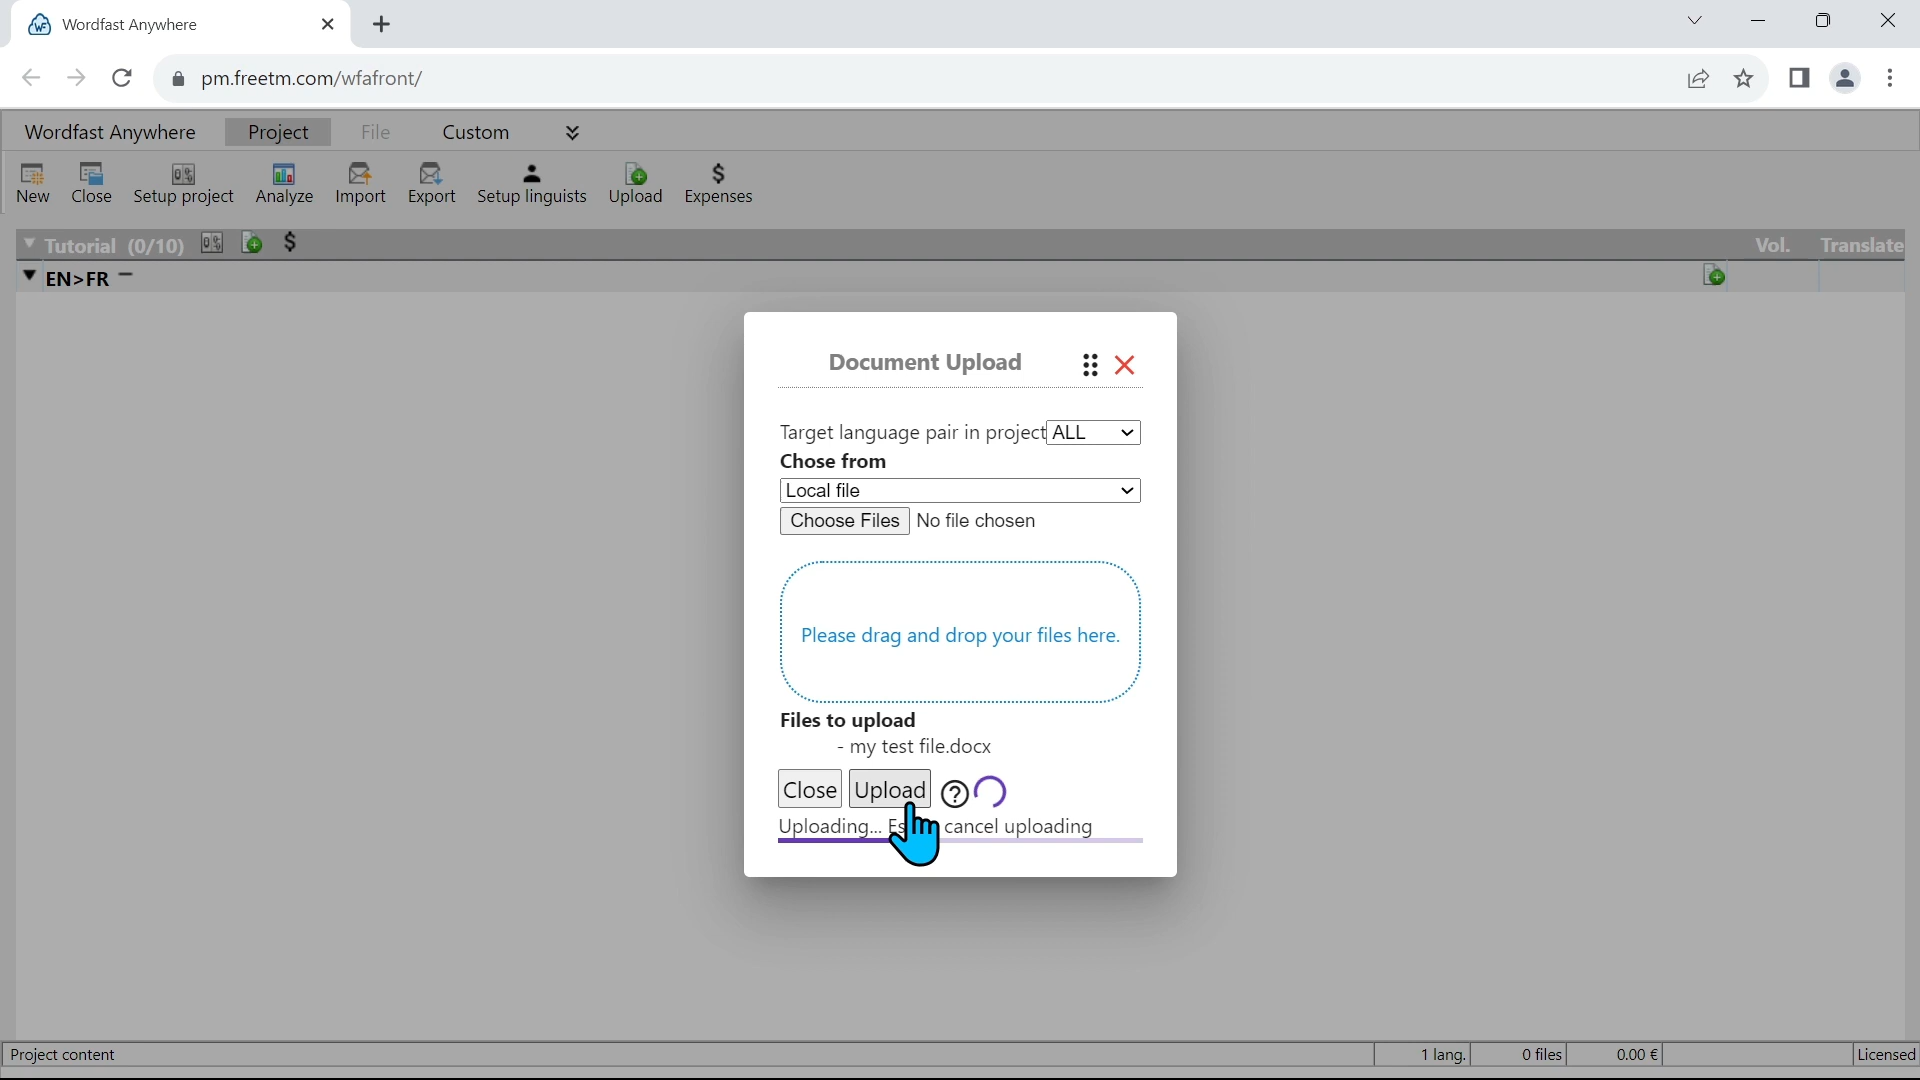 Wordfast Anywhere
pm.freetm.com/wfafront/
Wordfast Anywhere Project File Custom
New Close Setup project Analyze Import Export Setup linguists Upload $ Expenses
Tutorial (0/10) $ Vol. Translate
EN>FR
Document Upload
Target language pair in project ALL
Chose from
Local file
Choose Files No file chosen
Please drag and drop your files here.
Files to upload
- my test file.docx
Close Upload ?
Uploading... cancel uploading
Project content 1 lang. 0 files 0.00 € Licensed